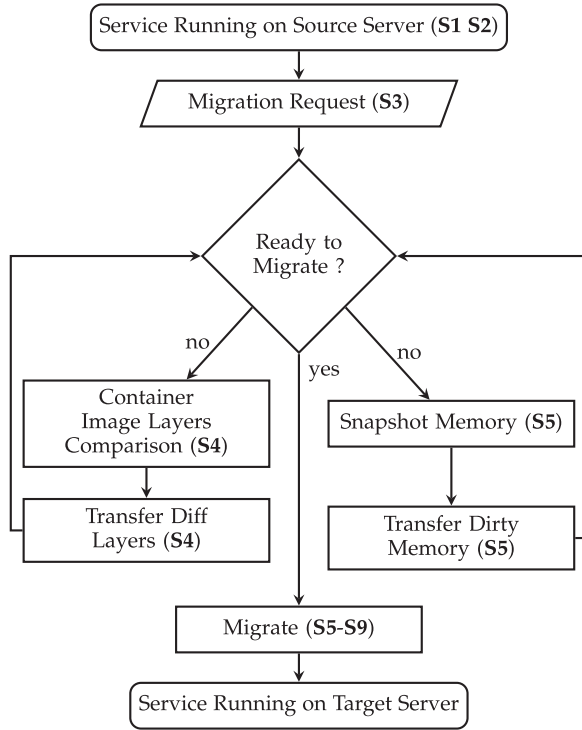 Service Running on Source Server (S1 S2)
Migration Request (S3)
Ready to
Migrate ?
no
no
yes
Container
Image Layers
Comparison (S4)
Snapshot Memory (S5)
Transfer Diff
Layers (S4)
Transfer Dirty
Memory (S5)
Migrate (S5-S9)
Service Running on Target Server